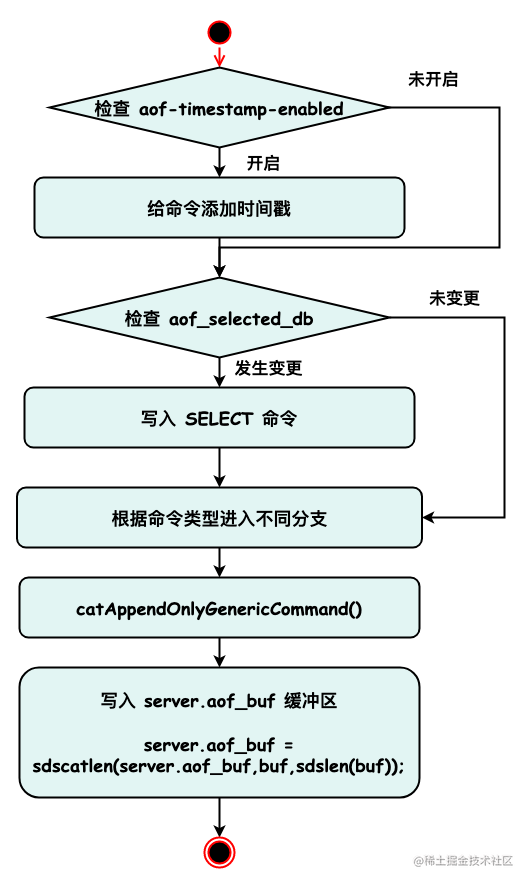 未开启
检查 aof-timestamp-enabled
开启
给命令添加时间戳
未变更
检查 aof_selected_db
发生变更
写入 SELECT 命令
根据命令类型进入不同分支
catAppendOnlyGenericCommand()
写入 server.aof_buf 缓冲区
server.aof_buf =
sdscatlen(server.aof_buf,buf,sdslen(buf));
@稀土掘金技术社区